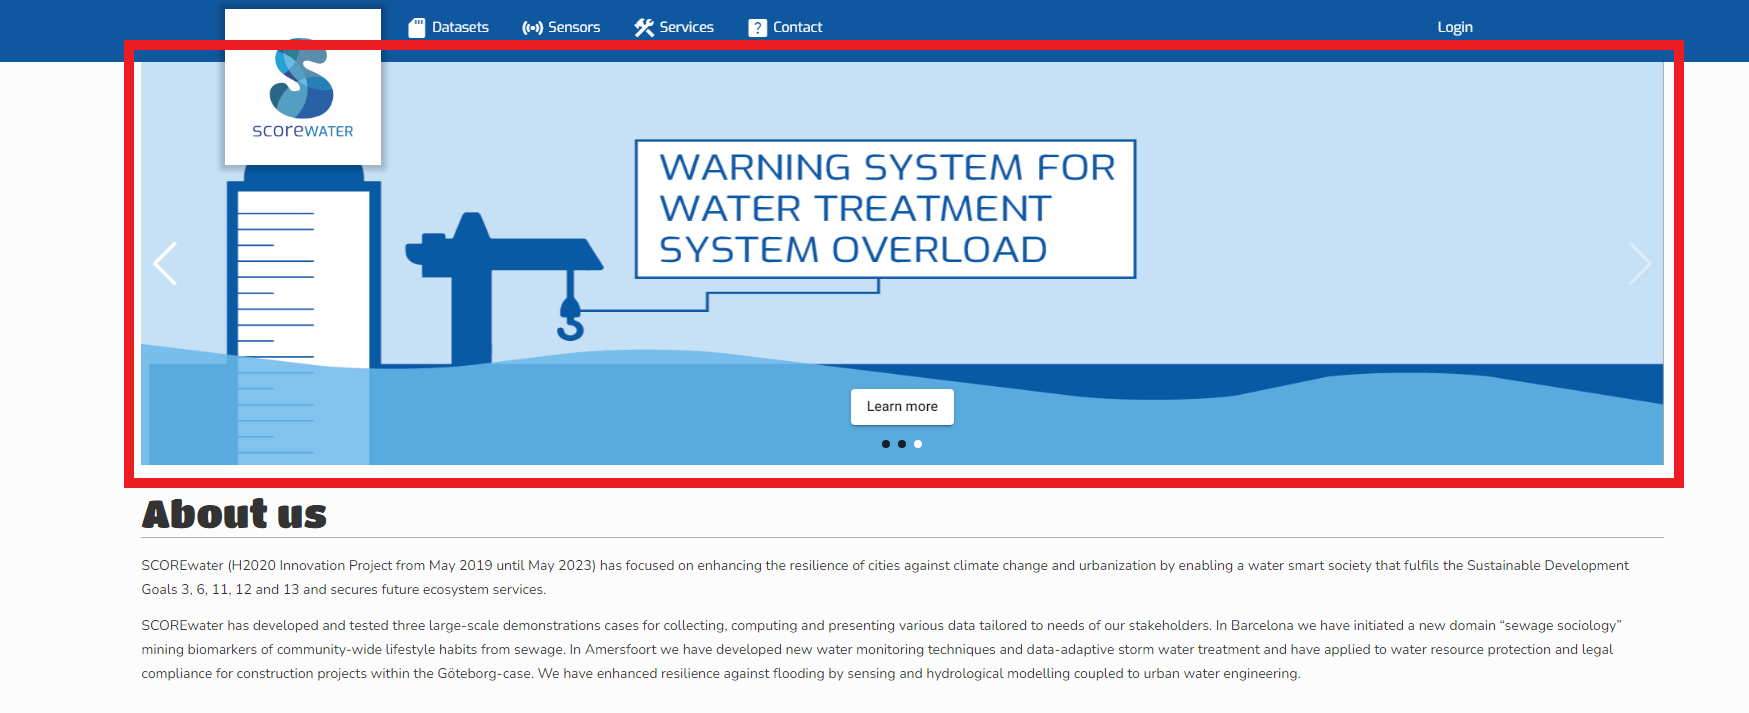 Datasets Sensors Services ? Contact Login
scoreWATER
WARNING SYSTEM FOR
WATER TREATMENT
SYSTEM OVERLOAD
Learn more
About us
SCOREwater (H2020 Innovation Project from May 2019 until May 2023) has focused on enhancing the resilience of cities against climate change and urbanization by enabling a water smart society that fulfils the Sustainable Development
Goals 3, 6, 11, 12 and 13 and secures future ecosystem services.
SCOREwater has developed and tested three large-scale demonstrations cases for collecting, computing and presenting various data tailored to needs of our stakeholders. In Barcelona we have initiated a new domain “sewage sociology”
mining biomarkers of community-wide lifestyle habits from sewage. In Amersfoort we have developed new water monitoring techniques and data-adaptive storm water treatment and have applied to water resource protection and legal
compliance for construction projects within the Göteborg-case. We have enhanced resilience against flooding by sensing and hydrological modelling coupled to urban water engineering.